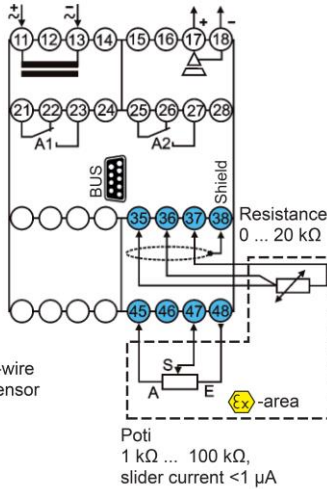 ≂+ ≂- + -
11 12 13 14 15 16 17 18
21 22 23 24 25 26 27 28
A1 A2
BUS
Shield
35 36 37 38
Resistance
0 ... 20 kΩ
45 46 47 48
-wire
ensor
S
A E
εx -area
Poti
1 kΩ ... 100 kΩ,
slider current <1 µA